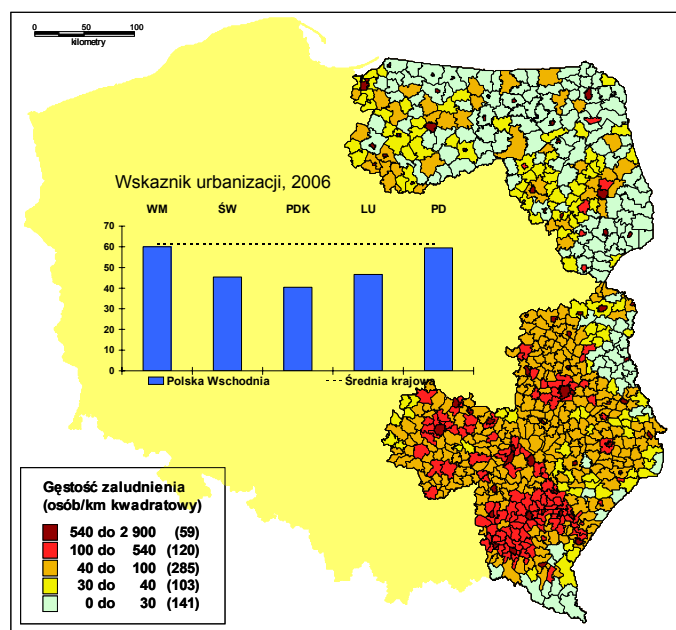 0 50 100
kilometry
Wskaznik urbanizacji, 2006
WM ŚW PDK LU PD
70
60
50
40
30
20
10
0
Polska Wschodnia Średnia krajowa
Gęstość zaludnienia
(osób/km kwadratowy)
540 do 2 900 (59)
100 do 540 (120)
40 do 100 (285)
30 do 40 (103)
0 do 30 (141)